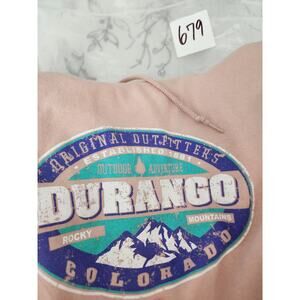 679
ORIGINAL OUTFITTERS
ESTABLISHED 1881
OUTDOOR ADVENTURE
DURANGO
ROCKY MOUNTAINS
COLORADO